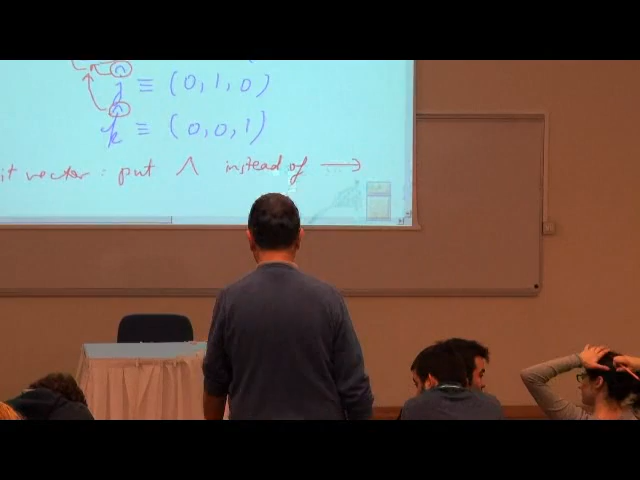 ĵ ≡ (0, 1, 0)
k̂ ≡ (0, 0, 1)
it vector : put ∧ instead of →